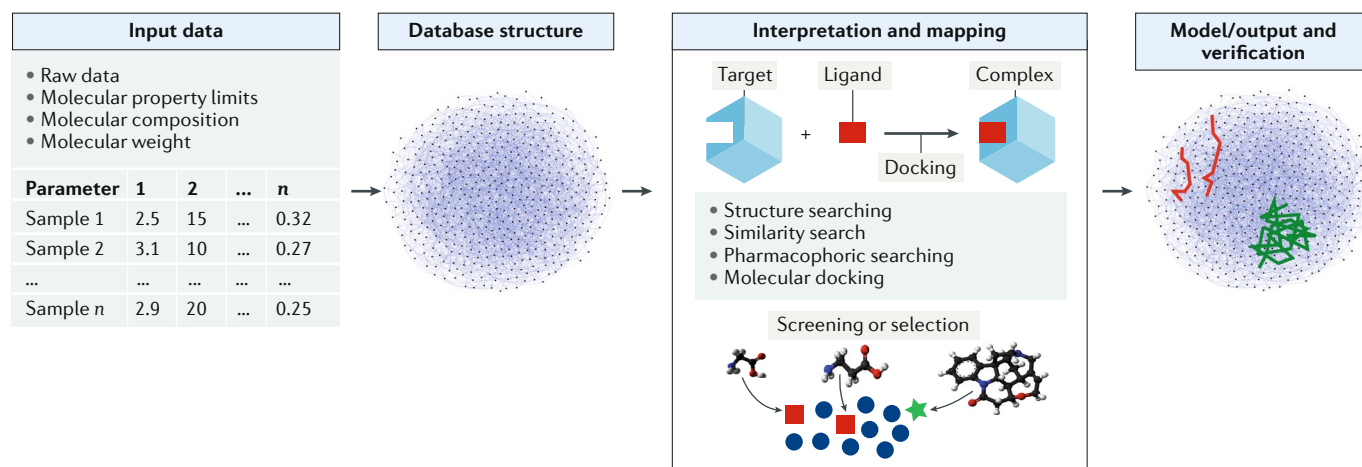 Input data
• Raw data
• Molecular property limits
• Molecular composition
• Molecular weight
Parameter 1 2 ... n
Sample 1 2.5 15 ... 0.32
Sample 2 3.1 10 ... 0.27
... ... ... ... ...
Sample n 2.9 20 ... 0.25
Database structure
Interpretation and mapping
Target Ligand Complex
+
Docking
• Structure searching
• Similarity search
• Pharmacophoric searching
• Molecular docking
Screening or selection
Model/output and
verification